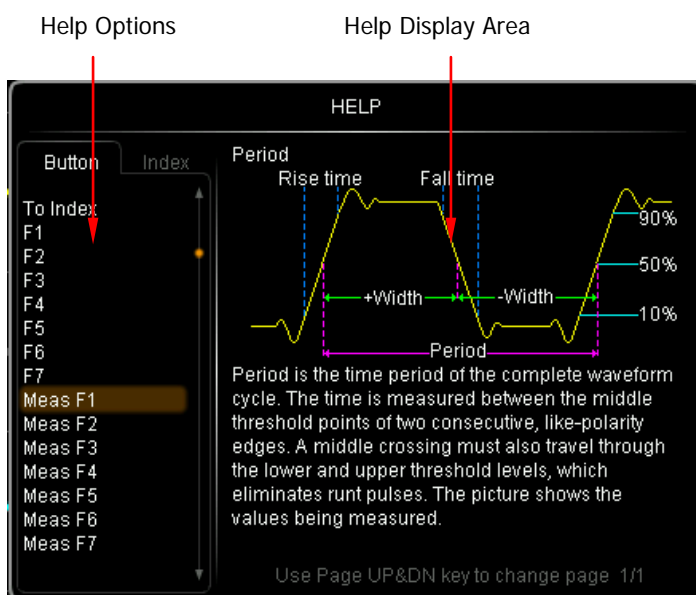 Help Options
Help Display Area
HELP
Button
Index
To Index
F1
F2
F3
F4
F5
F6
F7
Meas F1
Meas F2
Meas F3
Meas F4
Meas F5
Meas F6
Meas F7
Period
Rise time
Fall time
90%
50%
10%
+Width
-Width
Period
Period is the time period of the complete waveform
cycle. The time is measured between the middle
threshold points of two consecutive, like-polarity
edges. A middle crossing must also travel through
the lower and upper threshold levels, which
eliminates runt pulses. The picture shows the
values being measured.
Use Page UP&DN key to change page 1/1